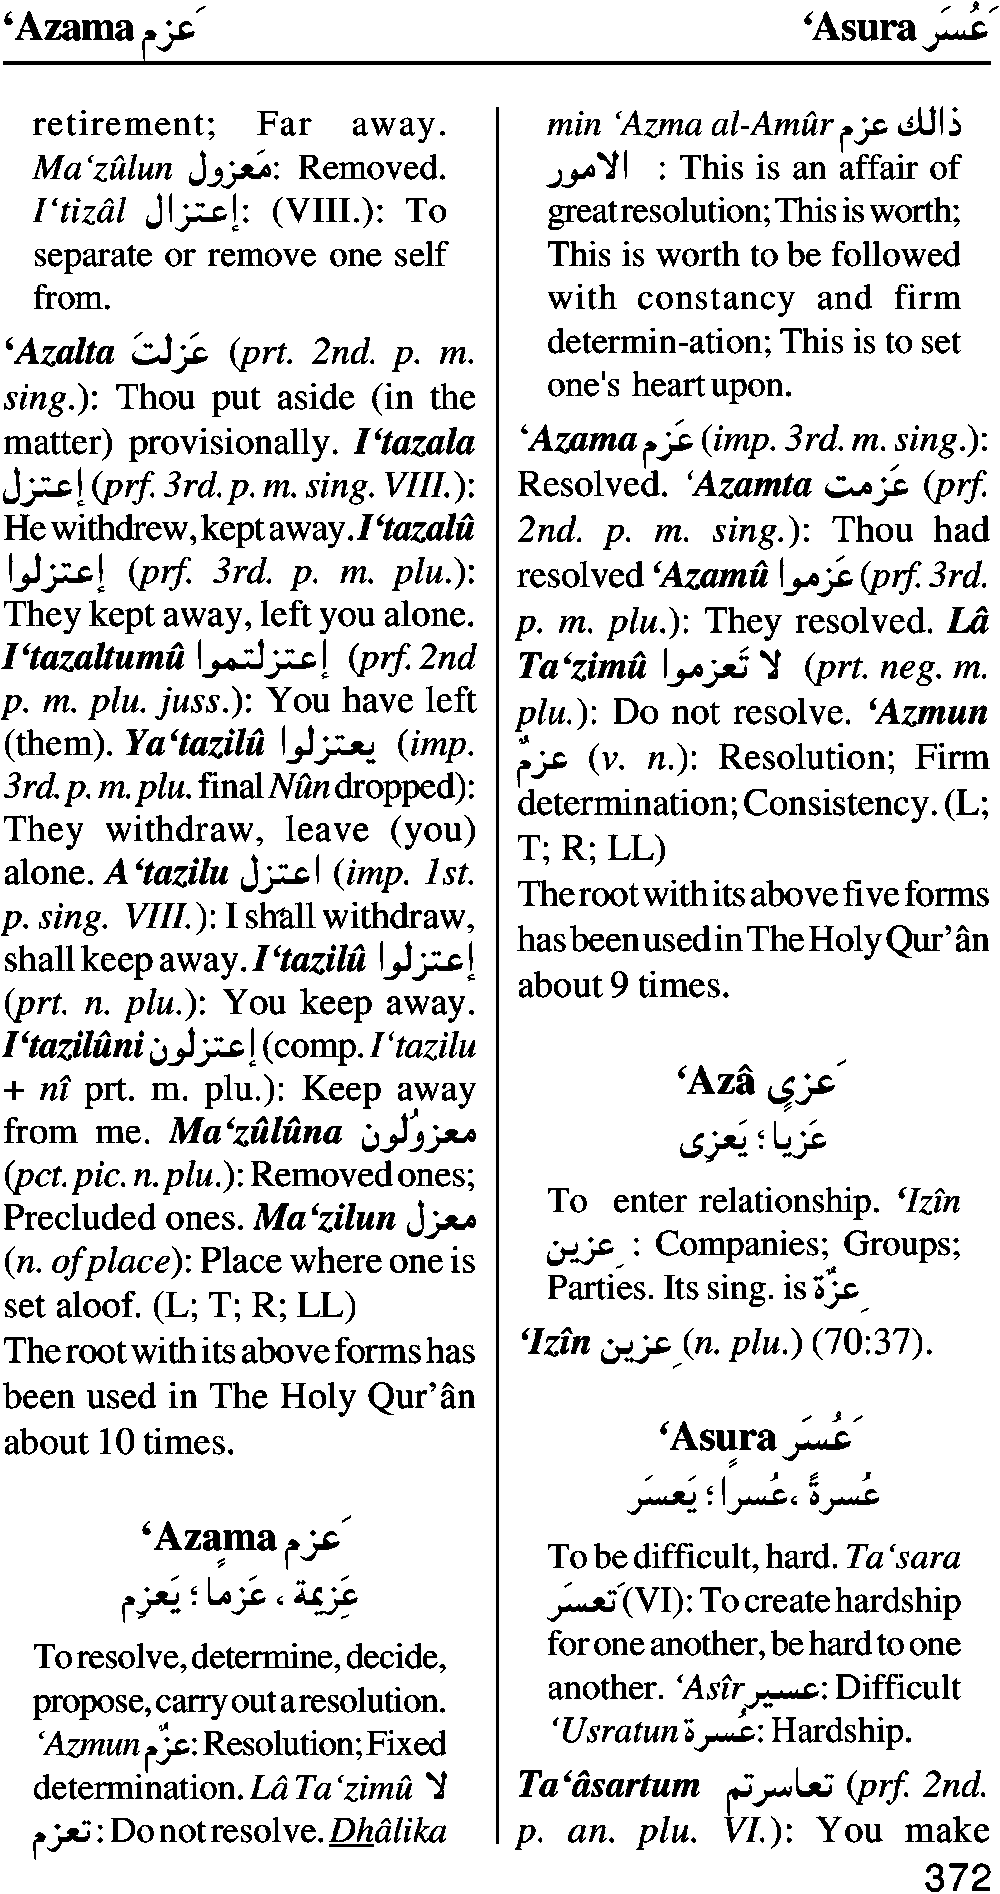 ‘Azama عَزم
‘Asura عَسُرَ
retirement; Far away.
Ma‘zûlun مَعزول: Removed.
I‘tizâl إعتزال: (VIII.): To
separate or remove one self
from.
‘Azalta عَزلتَ (prt. 2nd. p. m.
sing.): Thou put aside (in the
matter) provisionally. I‘tazala
إعتزل (prf. 3rd. p. m. sing. VIII.):
He withdrew, kept away. I‘tazalû
إعتزلوا (prf. 3rd. p. m. plu.):
They kept away, left you alone.
I‘tazaltumû إعتزلتموا (prf. 2nd
p. m. plu. juss.): You have left
(them). Ya‘tazilû يعتزلوا (imp.
3rd. p. m. plu. final Nûn dropped):
They withdraw, leave (you)
alone. A‘tazilu اعتزل (imp. 1st.
p. sing. VIII.): I shall withdraw,
shall keep away. I‘tazilû إعتزلوا
(prt. n. plu.): You keep away.
I‘tazilûni إعتزلون (comp. I‘tazilu
+ nî prt. m. plu.): Keep away
from me. Ma‘zûlûna معزولُون
(pct. pic. n. plu.): Removed ones;
Precluded ones. Ma‘zilun معزل
(n. of place): Place where one is
set aloof. (L; T; R; LL)
The root with its above forms has
been used in The Holy Qur’ân
about 10 times.
‘Azama عَزم
عَزِيمة ، عَزماً ؛ يَعزِم
To resolve, determine, decide,
propose, carry out a resolution.
‘Azmun عزمٌ: Resolution; Fixed
determination. Lâ Ta‘zimû لا
تعزم: Do not resolve. Dhâlika
min ‘Azma al-Amûr ذالك عزم
الامور : This is an affair of
great resolution; This is worth;
This is worth to be followed
with constancy and firm
determin-ation; This is to set
one's heart upon.
‘Azama عَزم (imp. 3rd. m. sing.):
Resolved. ‘Azamta عَزمت (prf.
2nd. p. m. sing.): Thou had
resolved ‘Azamû عَزموا (prf. 3rd.
p. m. plu.): They resolved. Lâ
Ta‘zimû لا تَعزموا (prt. neg. m.
plu.): Do not resolve. ‘Azmun
عزمٌ (v. n.): Resolution; Firm
determination; Consistency. (L;
T; R; LL)
The root with its above five forms
has been used in The Holy Qur’ân
about 9 times.
‘Azâ عَزى
عَزياً ؛ يَعزِى
To enter relationship. ‘Izîn
عِزين : Companies; Groups;
Parties. Its sing. is عِزٌة
‘Izîn عِزين (n. plu.) (70:37).
‘Asura عَسُرَ
عُسرةً ،عُسراً ؛ يَعسَر
To be difficult, hard. Ta‘sara
تَعسَّر (VI): To create hardship
for one another, be hard to one
another. ‘Asîr عسير: Difficult
‘Usratun عُسرة: Hardship.
Ta‘âsartum تعاسرتم (prf. 2nd.
p. an. plu. VI.): You make
372